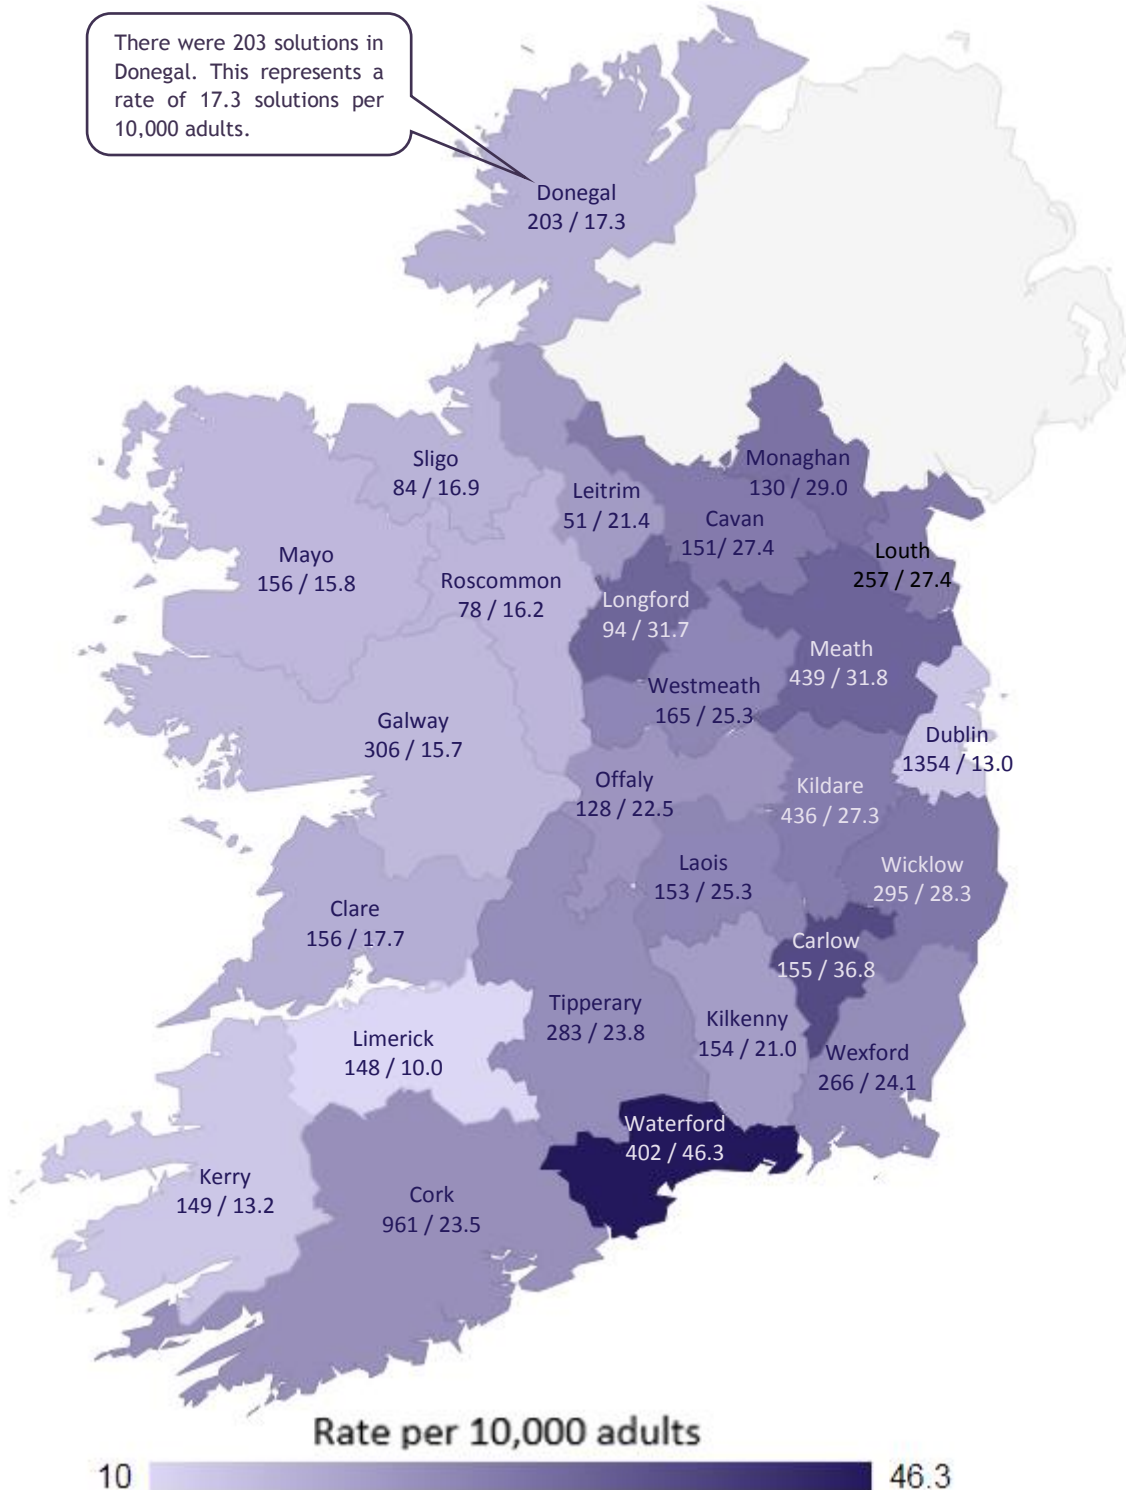 There were 203 solutions in
Donegal. This represents a
rate of 17.3 solutions per
10,000 adults.
Donegal
203 / 17.3
Sligo
84 / 16.9
Leitrim
51 / 21.4
Monaghan
130 / 29.0
Cavan
151/ 27.4
Louth
257 / 27.4
Mayo
156 / 15.8
Roscommon
78 / 16.2
Longford
94 / 31.7
Meath
439 / 31.8
Westmeath
165 / 25.3
Galway
306 / 15.7
Dublin
1354 / 13.0
Offaly
128 / 22.5
Kildare
436 / 27.3
Laois
153 / 25.3
Wicklow
295 / 28.3
Clare
156 / 17.7
Carlow
155 / 36.8
Tipperary
283 / 23.8
Kilkenny
154 / 21.0
Limerick
148 / 10.0
Wexford
266 / 24.1
Waterford
402 / 46.3
Kerry
149 / 13.2
Cork
961 / 23.5
Rate per 10,000 adults
10
46.3